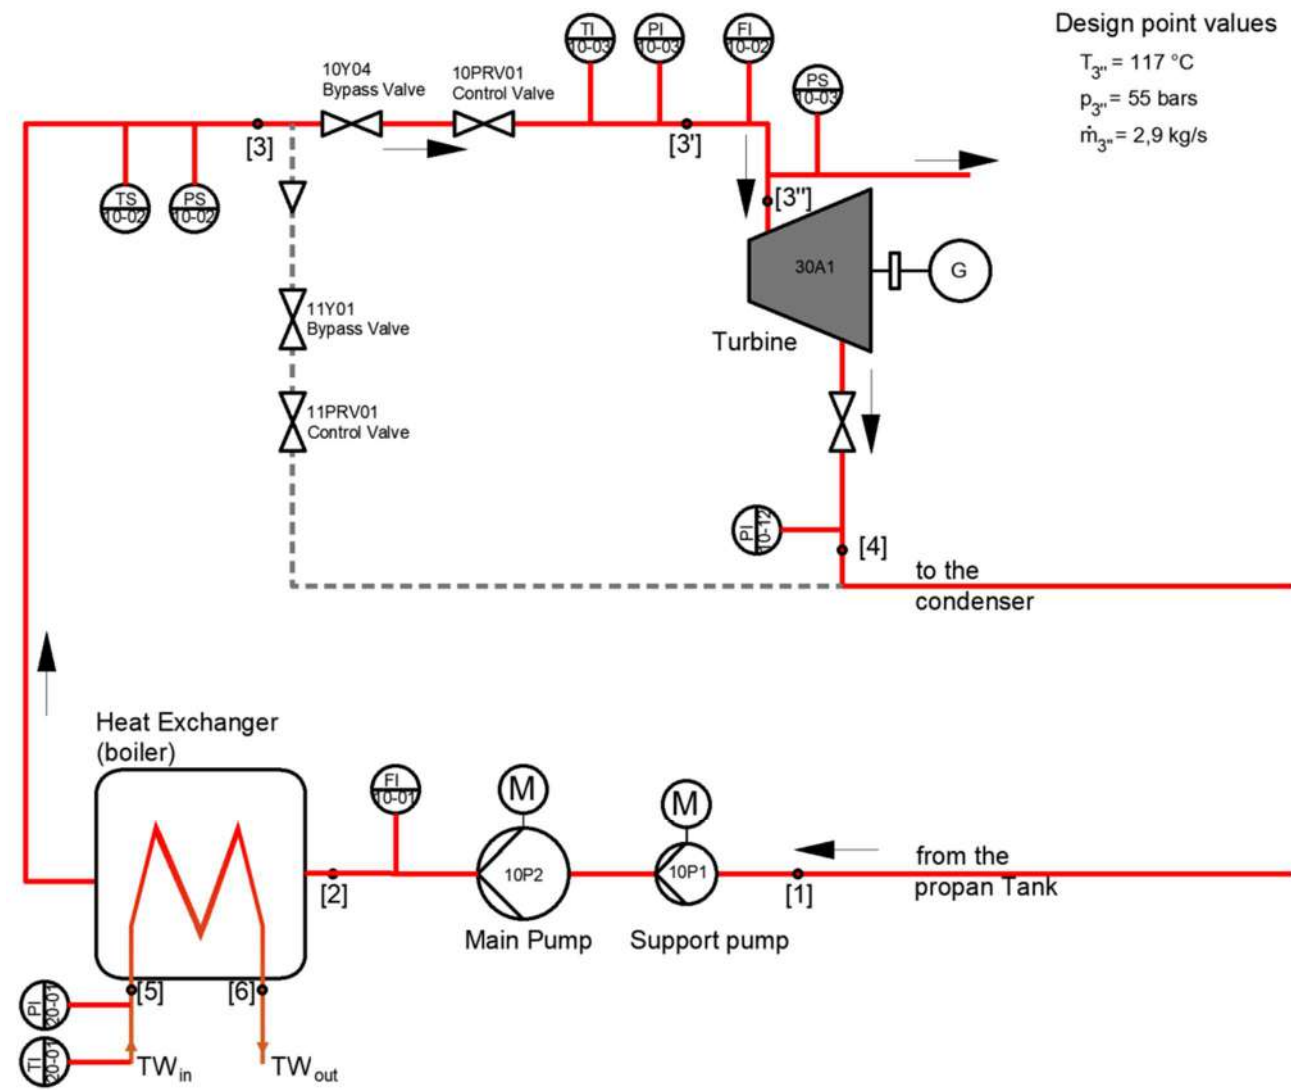 Design point values
T3" = 117 °C
p3" = 55 bars
ṁ3" = 2,9 kg/s
TI
10-03
PI
10-03
FI
10-02
PS
10-03
10Y04
Bypass Valve
10PRV01
Control Valve
[3]
[3']
[3"]
TS
10-02
PS
10-02
30A1
G
Turbine
11Y01
Bypass Valve
11PRV01
Control Valve
PI
10-12
[4]
to the
condenser
Heat Exchanger
(boiler)
FI
10-01
M
M
10P2
10P1
[2]
[1]
from the
propan Tank
Main Pump
Support pump
[5]
[6]
PI
20-01
TI
20-01
TWin
TWout